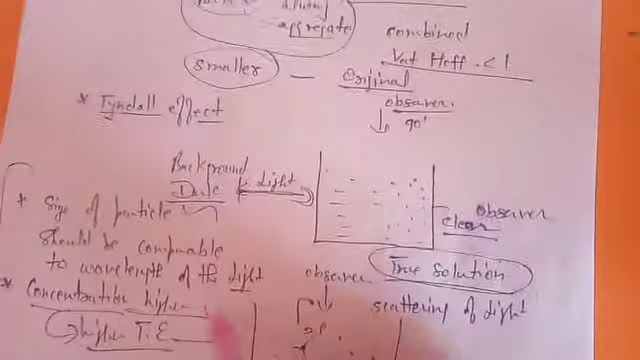 aggregate
combined
Vant Hoff. < 1
smaller — Orijinal
* Tyndall effect
observer.
90°
Background
Dark
light
observer
clear
True solution
* Size of particle
should be comparable
to wavelength of the light
* Concentration higher
higher T.E
observer
scattering of light